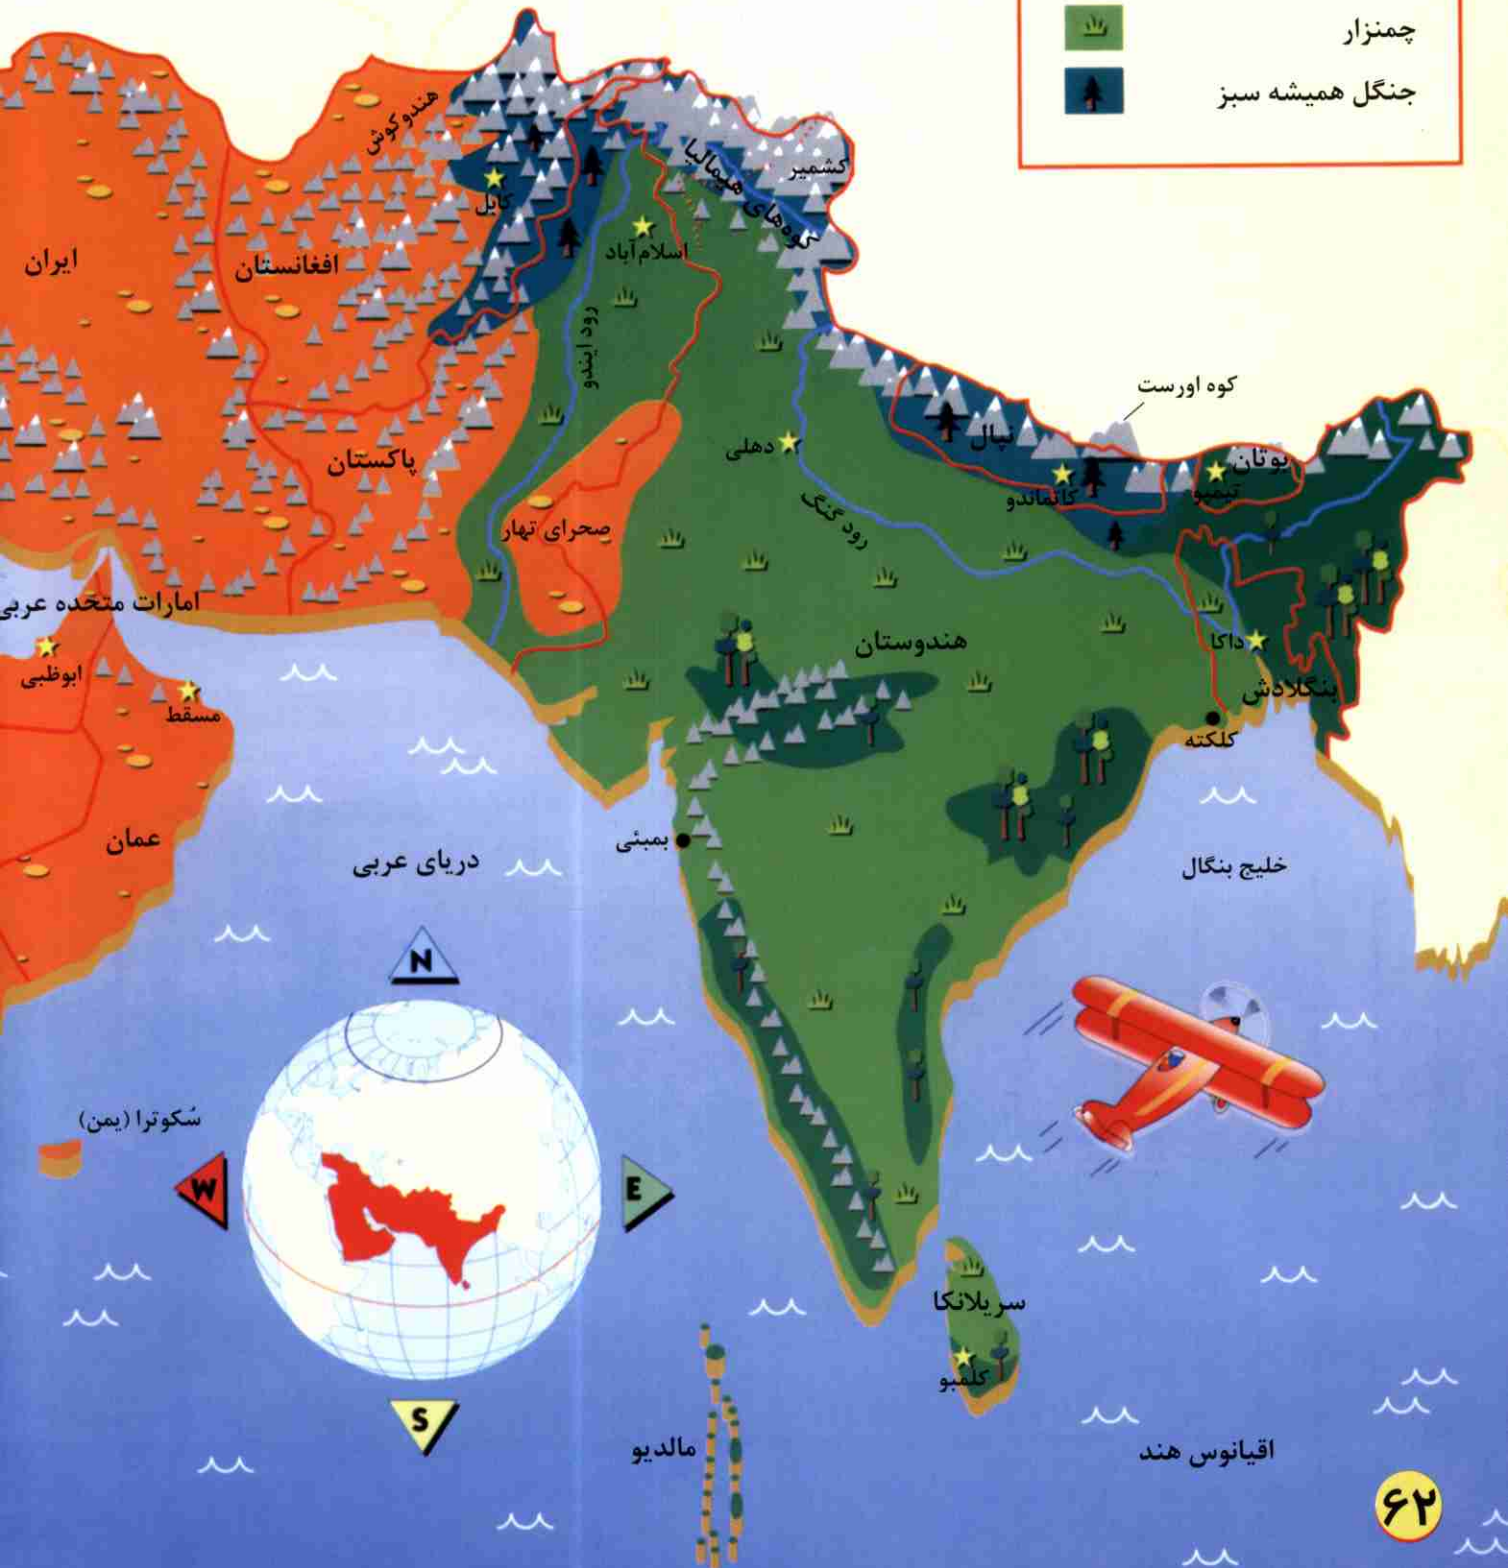 چمنزار
جنگل همیشه سبز
هندوکوش
کابل
ایران
افغانستان
کشمیر
کوه‌های هیمالیا
اسلام‌آباد
رود ایندو
کوه اورست
نپال
کاتماندو
بوتان
تیمبو
دهلی
رود گنگ
پاکستان
صحرای تهار
امارات متحده عربی
ابوظبی
مسقط
عمان
هندوستان
داکا
بنگلادش
کلکته
بمبئی
دریای عربی
خلیج بنگال
N
W
E
S
سُکوترا (یمن)
سریلانکا
کلمبو
مالدیو
اقیانوس هند
۶۲